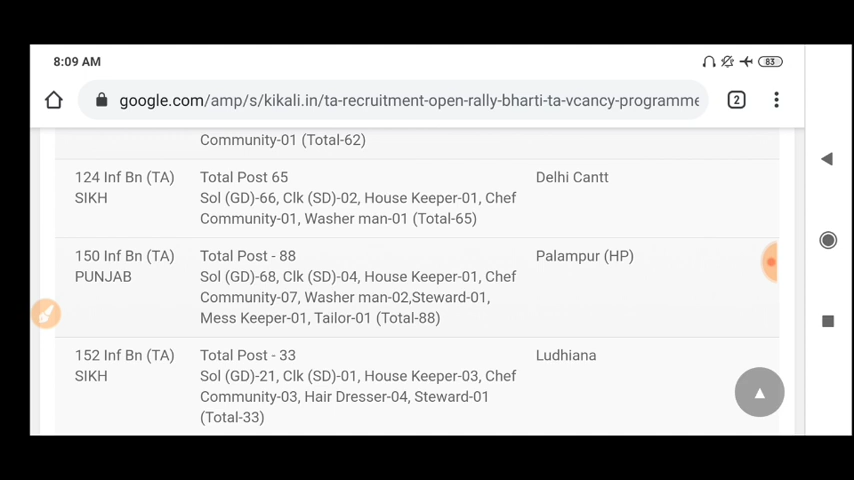 8:09 AM
83
google.com/amp/s/kikali.in/ta-recruitment-open-rally-bharti-ta-vcancy-programme
2
Community-01 (Total-62)
124 Inf Bn (TA) Total Post 65 Delhi Cantt
SIKH Sol (GD)-66, Clk (SD)-02, House Keeper-01, Chef
Community-01, Washer man-01 (Total-65)
150 Inf Bn (TA) Total Post - 88 Palampur (HP)
PUNJAB Sol (GD)-68, Clk (SD)-04, House Keeper-01, Chef
Community-07, Washer man-02,Steward-01,
Mess Keeper-01, Tailor-01 (Total-88)
152 Inf Bn (TA) Total Post - 33 Ludhiana
SIKH Sol (GD)-21, Clk (SD)-01, House Keeper-03, Chef
Community-03, Hair Dresser-04, Steward-01
(Total-33)